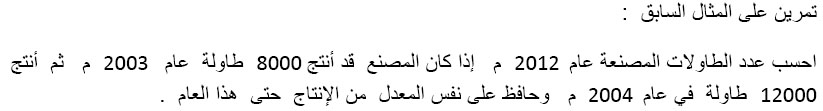 تمرين على المثال السابق :
احسب عدد الطاولات المصنعة عام 2012 م إذا كان المصنع قد أنتج 8000 طاولة عام 2003 م ثم أنتج
12000 طاولة في عام 2004 م وحافظ على نفس المعدل من الإنتاج حتى هذا العام .